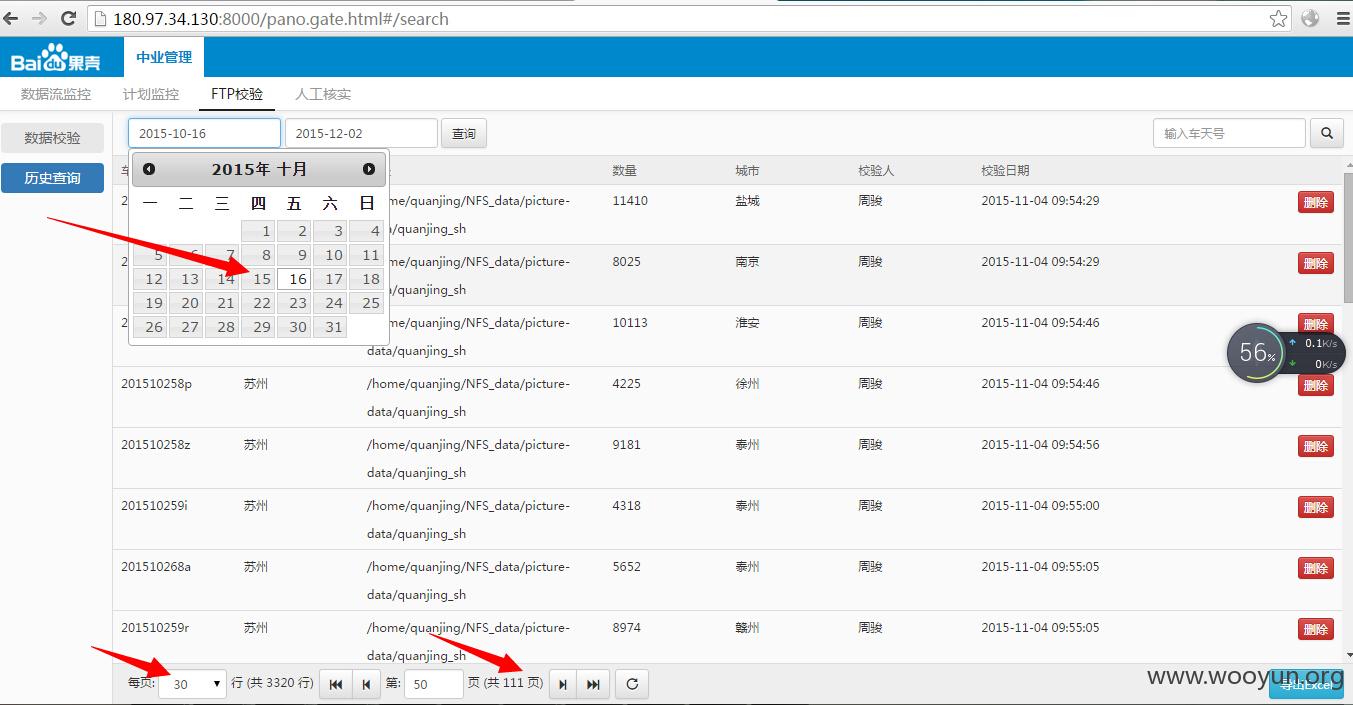 180.97.34.130:8000/pano.gate.html#/search
Bai du 果壳 中业管理
数据流监控 计划监控 FTP校验 人工核实
数据校验
历史查询
2015-10-16 2015-12-02 查询 输入车天号
数量 城市 校验人 校验日期
2015年 十月
一 二 三 四 五 六 日
1 2 3 4
5 6 7 8 9 10 11
12 13 14 15 16 17 18
19 20 21 22 23 24 25
26 27 28 29 30 31
me/quanjing/NFS_data/picture- 11410 盐城 周骏 2015-11-04 09:54:29 删除
a/quanjing_sh
me/quanjing/NFS_data/picture- 8025 南京 周骏 2015-11-04 09:54:29 删除
a/quanjing_sh
me/quanjing/NFS_data/picture- 10113 淮安 周骏 2015-11-04 09:54:46 删除
data/quanjing_sh
56% 0.1K/s
0K/s
201510258p 苏州 /home/quanjing/NFS_data/picture- 4225 徐州 周骏 2015-11-04 09:54:46 删除
data/quanjing_sh
201510258z 苏州 /home/quanjing/NFS_data/picture- 9181 泰州 周骏 2015-11-04 09:54:56 删除
data/quanjing_sh
201510259i 苏州 /home/quanjing/NFS_data/picture- 4318 泰州 周骏 2015-11-04 09:55:00 删除
data/quanjing_sh
201510268a 苏州 /home/quanjing/NFS_data/picture- 5652 泰州 周骏 2015-11-04 09:55:05 删除
data/quanjing_sh
201510259r 苏州 /home/quanjing/NFS_data/picture- 8974 赣州 周骏 2015-11-04 09:55:05 删除
data/quanjing_sh
每页: 30 行 (共 3320 行) 第: 50 页 (共 111 页) 导出Excel
www.wooyun.org